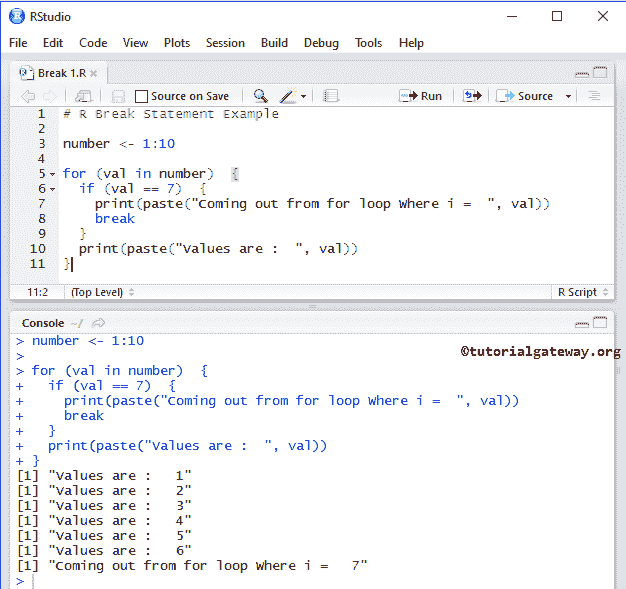 RStudio
File Edit Code View Plots Session Build Debug Tools Help
Break 1.R
Source on Save Run Source
1 # R Break Statement Example
2
3 number <- 1:10
4
5 for (val in number)  {
6   if (val == 7)  {
7     print(paste("Coming out from for loop Where i =  ", val))
8     break
9   }
10   print(paste("Values are :  ", val))
11 }
11:2 (Top Level) R Script
Console ~/
> number <- 1:10
>
©tutorialgateway.org
> for (val in number)  {
+   if (val == 7)  {
+     print(paste("Coming out from for loop Where i =  ", val))
+     break
+   }
+   print(paste("Values are :  ", val))
+ }
[1] "Values are :   1"
[1] "Values are :   2"
[1] "Values are :   3"
[1] "Values are :   4"
[1] "Values are :   5"
[1] "Values are :   6"
[1] "Coming out from for loop Where i =   7"
>